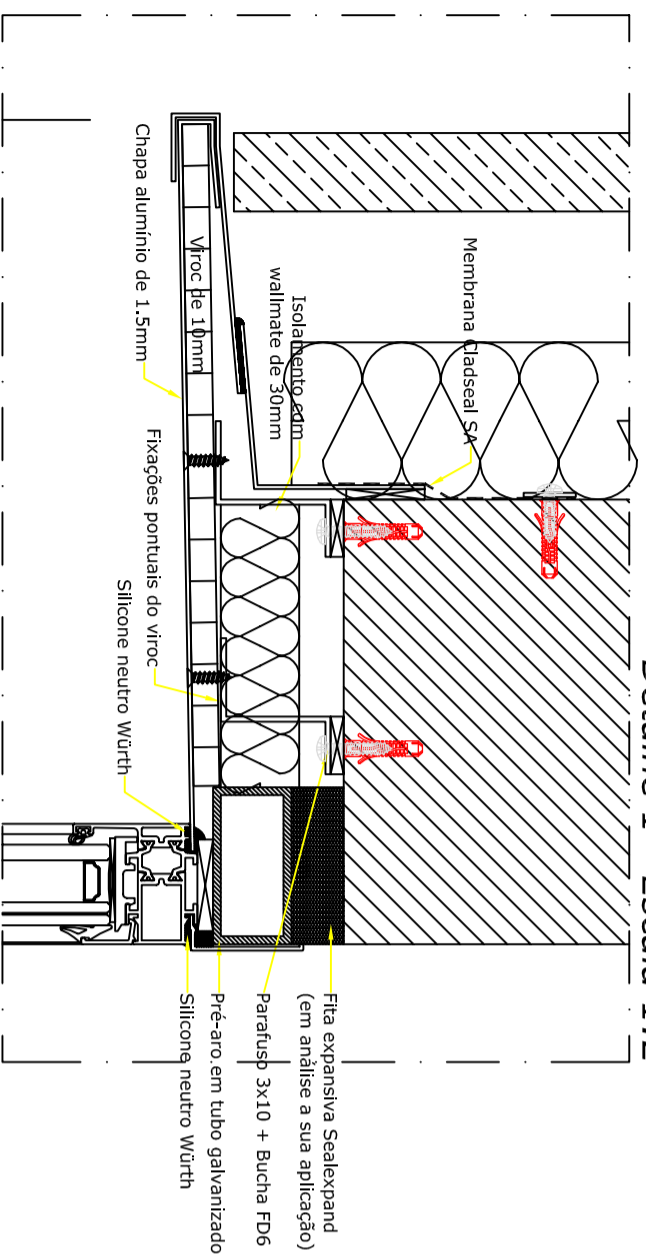 Detalhe 1 - Escala 1:2
Membrana Cladseal SA
Isolamento com
wallmate de 30mm
Viroc de 10mm
Chapa alumínio de 1.5mm
Fixações pontuais do viroc
Silicone neutro Würth
Fita expansiva Sealexpand
(em análise a sua aplicação)
Parafuso 3x10 + Bucha FD6
Pré-aro em tubo galvanizado
Silicone neutro Würth